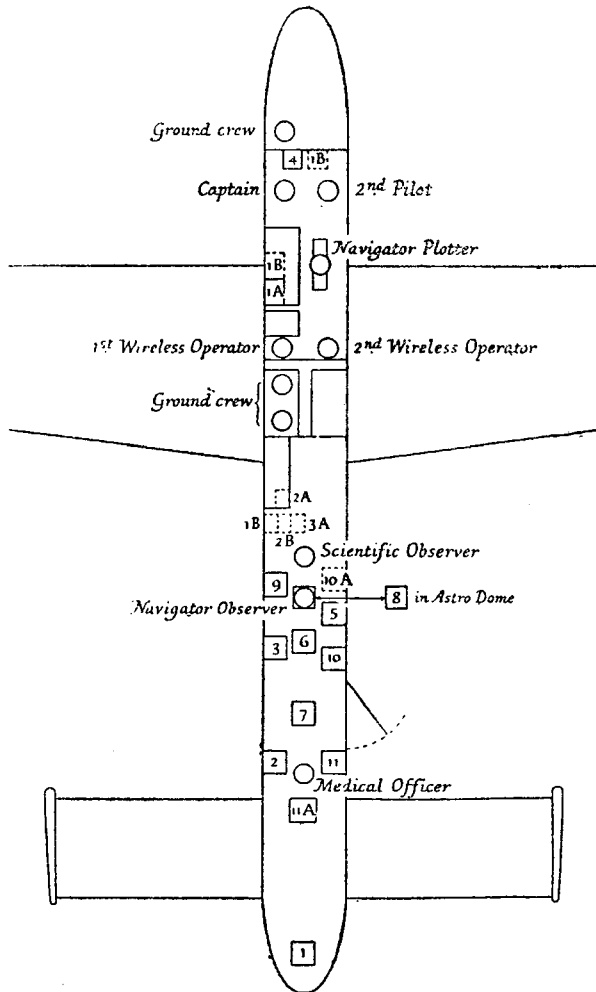 Ground crew
4 1B
Captain 2nd Pilot
Navigator Plotter
1B
1A
1st Wireless Operator 2nd Wireless Operator
Ground crew
2A
1B 3A
2B
Scientific Observer
10A
9
Navigator Observer 8 in Astro Dome
5
6
3 10
7
2 11
Medical Officer
11A
1